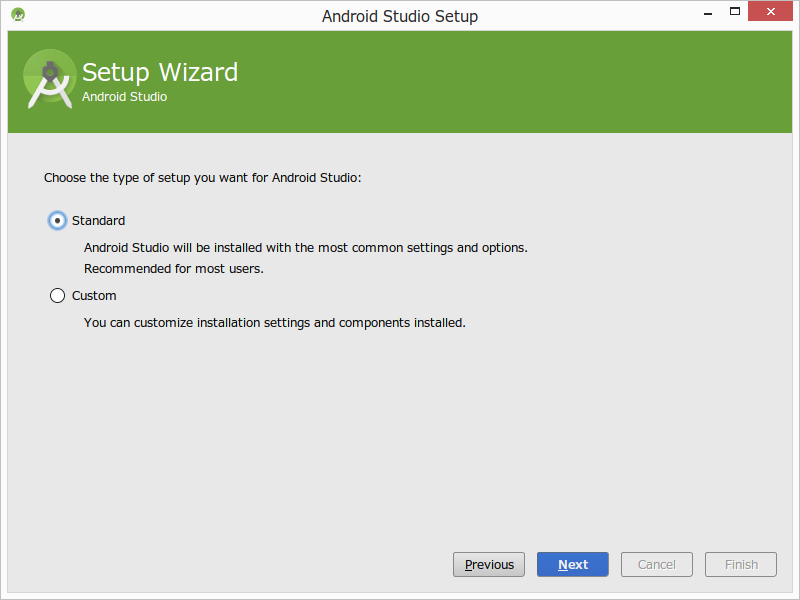 Android Studio Setup
Setup Wizard
Android Studio
Choose the type of setup you want for Android Studio:
Standard
Android Studio will be installed with the most common settings and options.
Recommended for most users.
Custom
You can customize installation settings and components installed.
Previous Next Cancel Finish